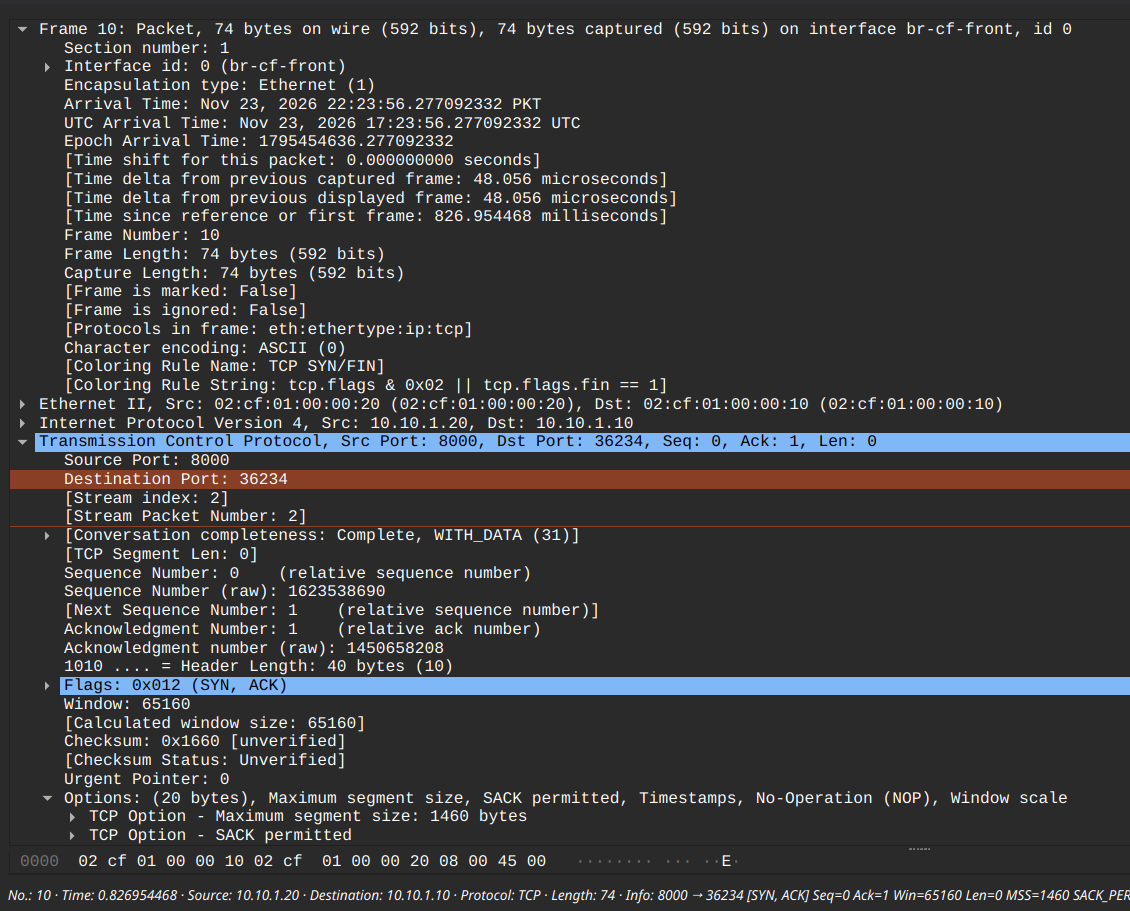 Frame 10: Packet, 74 bytes on wire (592 bits), 74 bytes captured (592 bits) on interface br-cf-front, id 0
Section number: 1
Interface id: 0 (br-cf-front)
Encapsulation type: Ethernet (1)
Arrival Time: Nov 23, 2026 22:23:56.277092332 PKT
UTC Arrival Time: Nov 23, 2026 17:23:56.277092332 UTC
Epoch Arrival Time: 1795454636.277092332
[Time shift for this packet: 0.000000000 seconds]
[Time delta from previous captured frame: 48.056 microseconds]
[Time delta from previous displayed frame: 48.056 microseconds]
[Time since reference or first frame: 826.954468 milliseconds]
Frame Number: 10
Frame Length: 74 bytes (592 bits)
Capture Length: 74 bytes (592 bits)
[Frame is marked: False]
[Frame is ignored: False]
[Protocols in frame: eth:ethertype:ip:tcp]
Character encoding: ASCII (0)
[Coloring Rule Name: TCP SYN/FIN]
[Coloring Rule String: tcp.flags & 0x02 || tcp.flags.fin == 1]
Ethernet II, Src: 02:cf:01:00:00:20 (02:cf:01:00:00:20), Dst: 02:cf:01:00:00:10 (02:cf:01:00:00:10)
Internet Protocol Version 4, Src: 10.10.1.20, Dst: 10.10.1.10
Transmission Control Protocol, Src Port: 8000, Dst Port: 36234, Seq: 0, Ack: 1, Len: 0
Source Port: 8000
Destination Port: 36234
[Stream index: 2]
[Stream Packet Number: 2]
[Conversation completeness: Complete, WITH_DATA (31)]
[TCP Segment Len: 0]
Sequence Number: 0    (relative sequence number)
Sequence Number (raw): 1623538690
[Next Sequence Number: 1    (relative sequence number)]
Acknowledgment Number: 1    (relative ack number)
Acknowledgment number (raw): 1450658208
1010 .... = Header Length: 40 bytes (10)
Flags: 0x012 (SYN, ACK)
Window: 65160
[Calculated window size: 65160]
Checksum: 0x1660 [unverified]
[Checksum Status: Unverified]
Urgent Pointer: 0
Options: (20 bytes), Maximum segment size, SACK permitted, Timestamps, No-Operation (NOP), Window scale
TCP Option - Maximum segment size: 1460 bytes
TCP Option - SACK permitted
0000  02 cf 01 00 00 10 02 cf  01 00 00 20 08 00 45 00  ········ ··· ··E·
No.: 10 · Time: 0.826954468 · Source: 10.10.1.20 · Destination: 10.10.1.10 · Protocol: TCP · Length: 74 · Info: 8000 → 36234 [SYN, ACK] Seq=0 Ack=1 Win=65160 Len=0 MSS=1460 SACK_PER